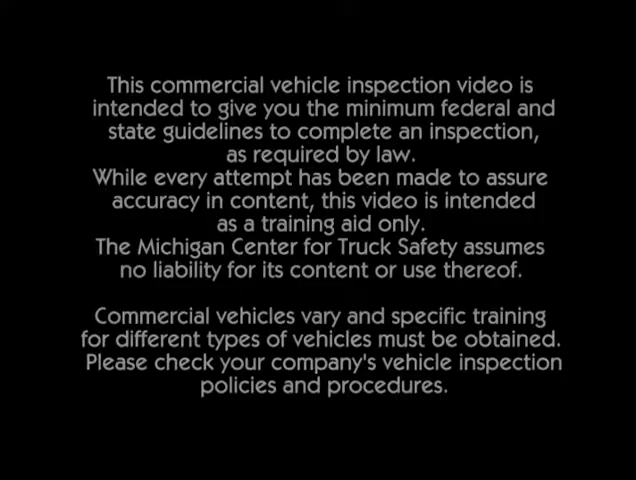 This commercial vehicle inspection video is
intended to give you the minimum federal and
state guidelines to complete an inspection,
as required by law.
While every attempt has been made to assure
accuracy in content, this video is intended
as a training aid only.
The Michigan Center for Truck Safety assumes
no liability for its content or use thereof.
Commercial vehicles vary and specific training
for different types of vehicles must be obtained.
Please check your company's vehicle inspection
policies and procedures.